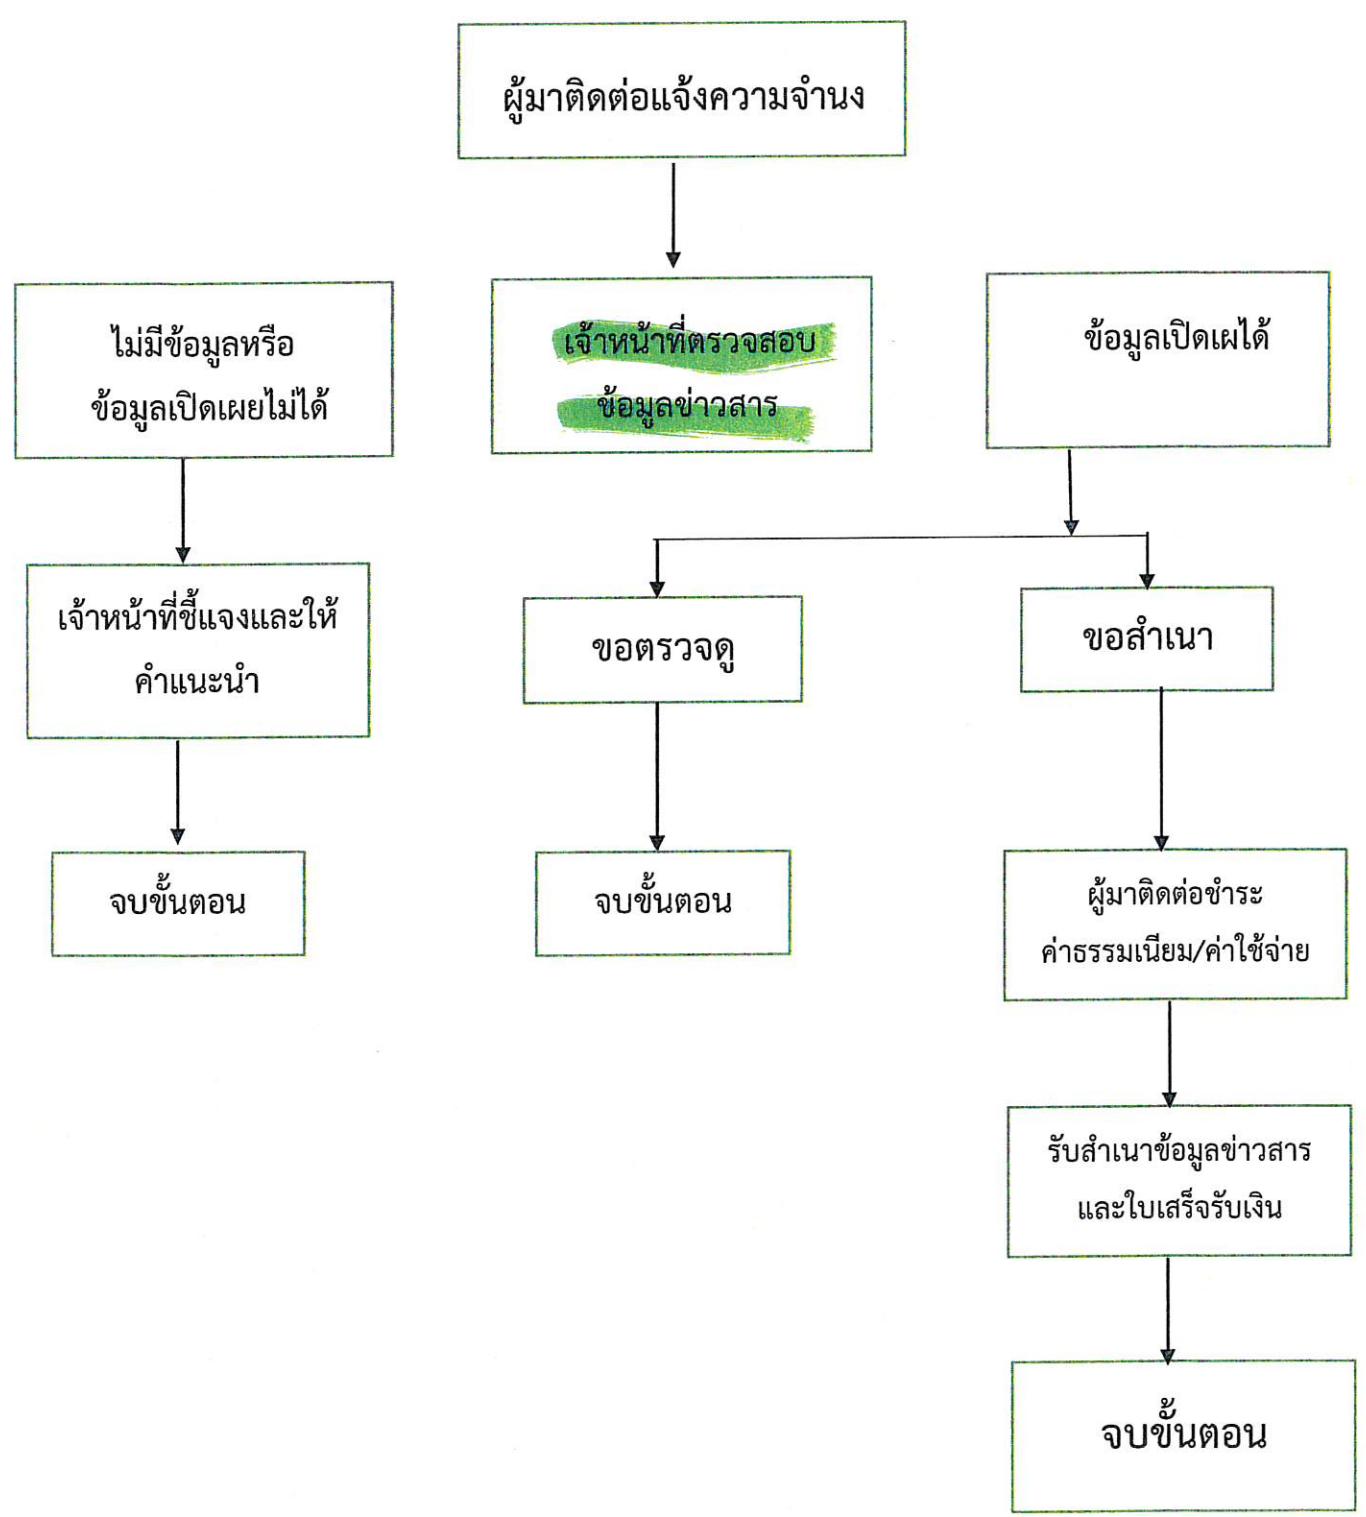 ผู้มาติดต่อแจ้งความจำนง
ไม่มีข้อมูลหรือ
ข้อมูลเปิดเผยไม่ได้
เจ้าหน้าที่ตรวจสอบ
ข้อมูลข่าวสาร
ข้อมูลเปิดเผได้
เจ้าหน้าที่ชี้แจงและให้
คำแนะนำ
ขอตรวจดู
ขอสำเนา
จบขั้นตอน
จบขั้นตอน
ผู้มาติดต่อชำระ
ค่าธรรมเนียม/ค่าใช้จ่าย
รับสำเนาข้อมูลข่าวสาร
และใบเสร็จรับเงิน
จบขั้นตอน